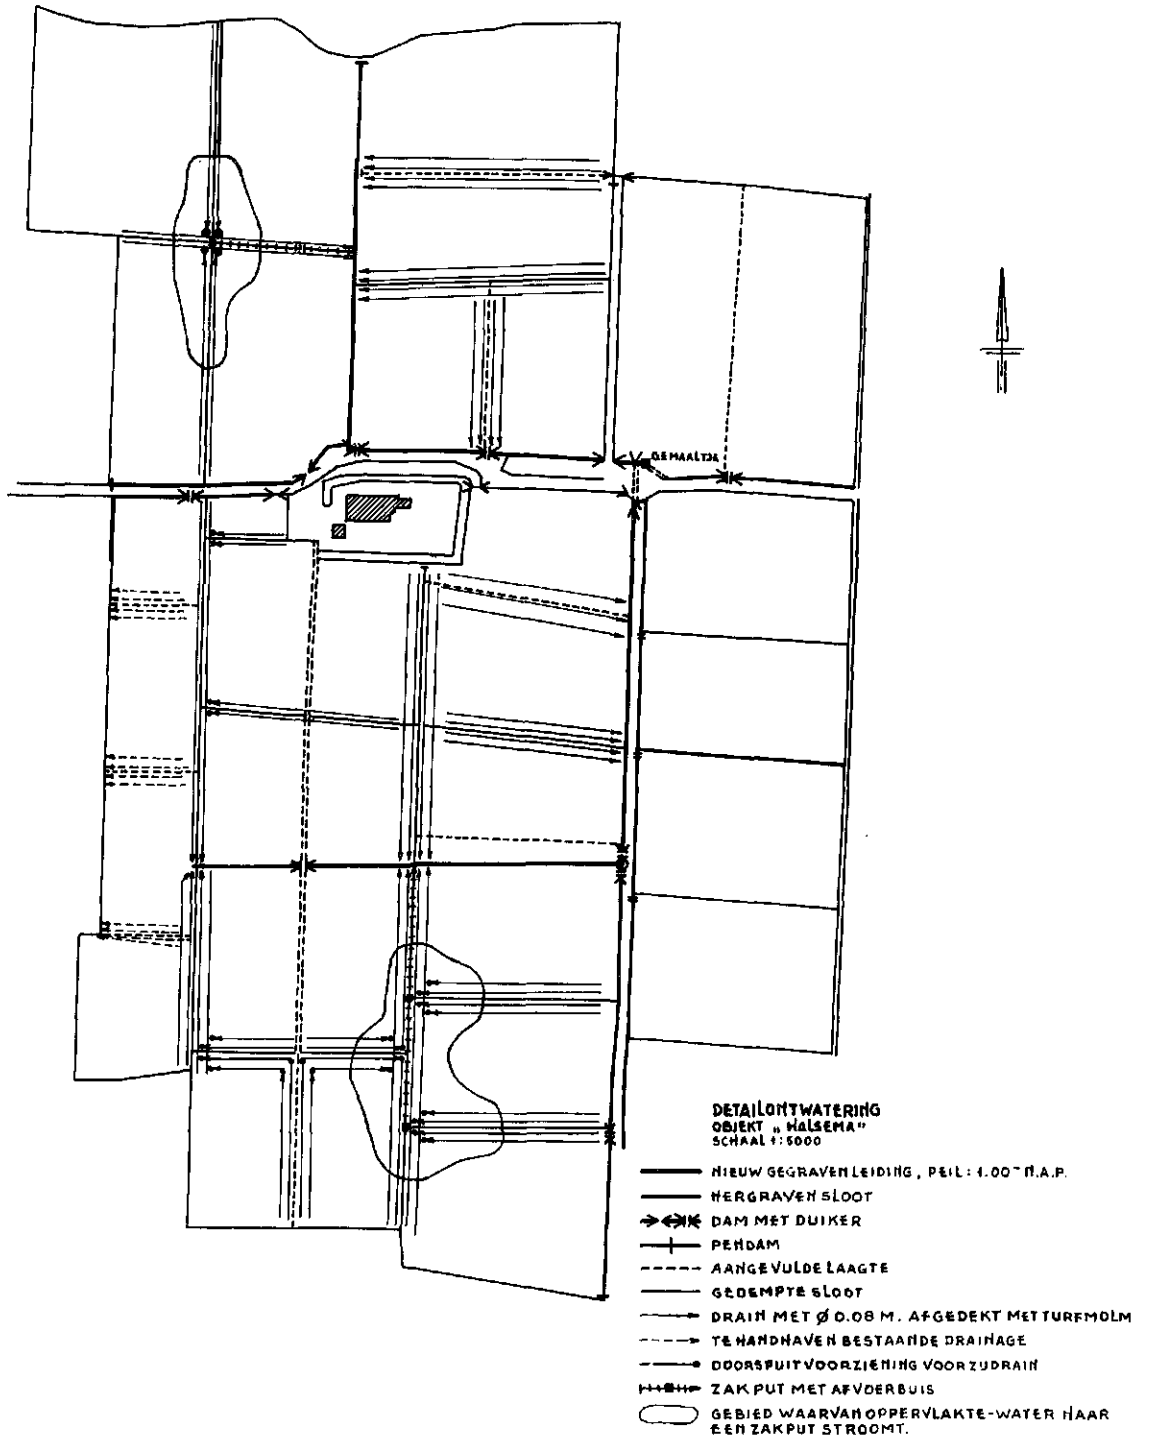 GEMAALTJE
DETAILONTWATERING
OBJEKT „HALSEMA"
SCHAAL 1:5000
NIEUW GEGRAVEN LEIDING, PEIL: 1.00⁻ N.A.P.
HERGRAVEN SLOOT
DAM MET DUIKER
PENDAM
AANGEVULDE LAAGTE
GEDEMPTE SLOOT
DRAIN MET Ø 0.08 M. AFGEDEKT MET TURFMOLM
TE HANDHAVEN BESTAANDE DRAINAGE
DOORSPUITVOORZIENING VOOR ZIJDRAIN
ZAKPUT MET AFVOERBUIS
GEBIED WAARVAN OPPERVLAKTE-WATER NAAR
EEN ZAKPUT STROOMT.